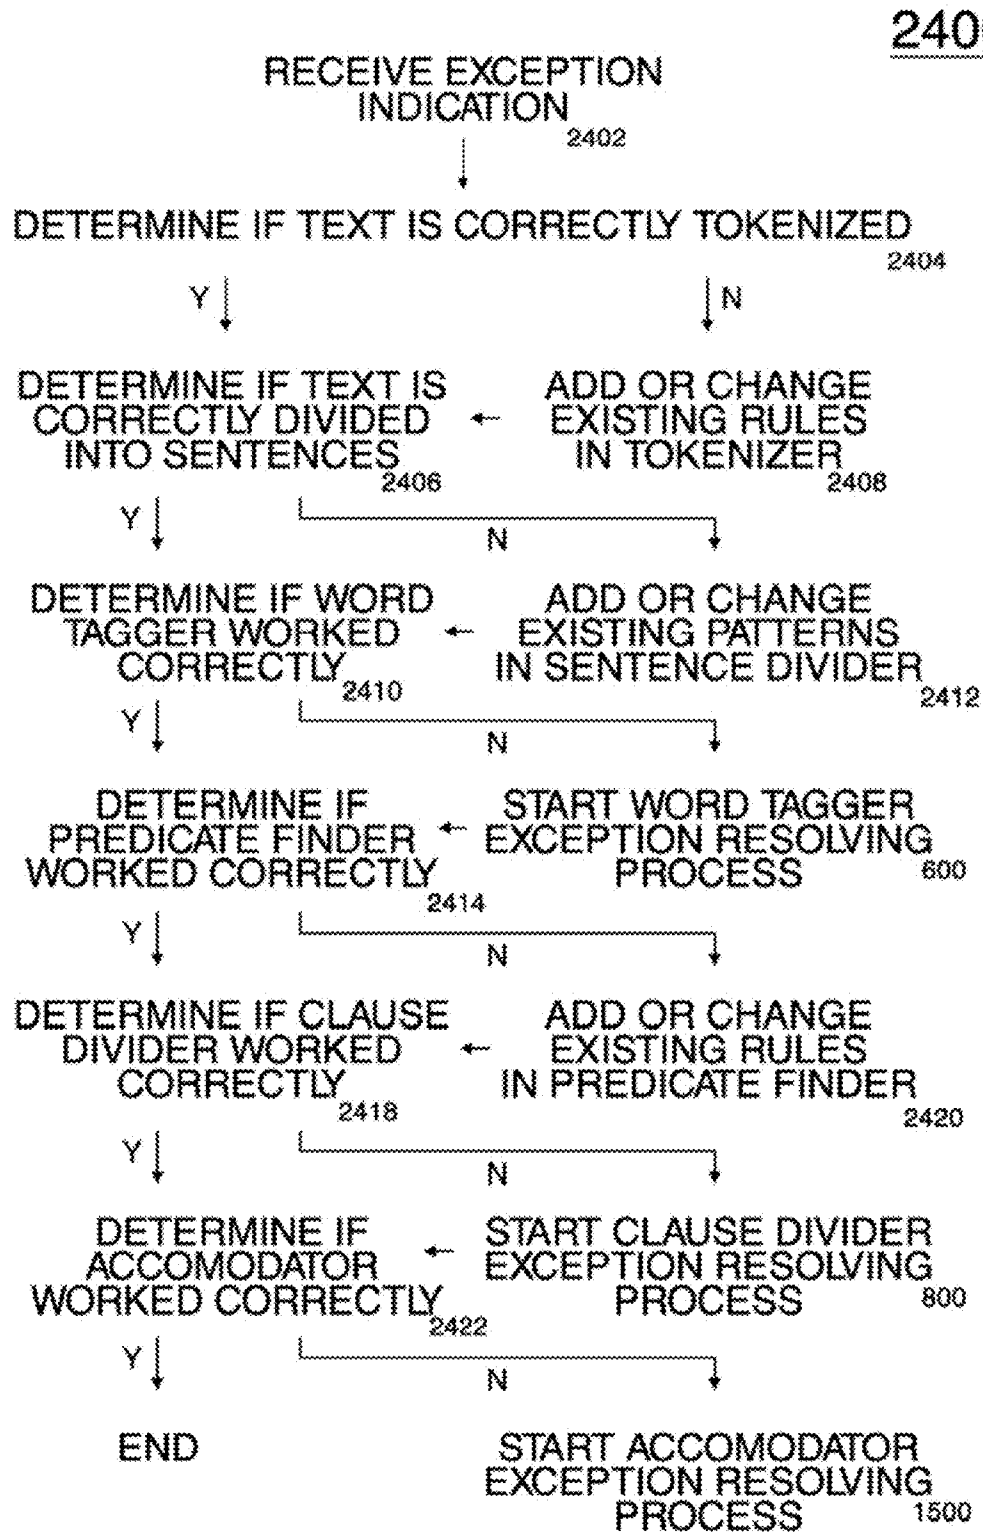 240
RECEIVE EXCEPTION
INDICATION
2402
DETERMINE IF TEXT IS CORRECTLY TOKENIZED
2404
Y
N
DETERMINE IF TEXT IS
CORRECTLY DIVIDED
INTO SENTENCES
2406
ADD OR CHANGE
EXISTING RULES
IN TOKENIZER
2408
Y
N
DETERMINE IF WORD
TAGGER WORKED
CORRECTLY
2410
ADD OR CHANGE
EXISTING PATTERNS
IN SENTENCE DIVIDER
2412
Y
N
DETERMINE IF
PREDICATE FINDER
WORKED CORRECTLY
2414
START WORD TAGGER
EXCEPTION RESOLVING
PROCESS
600
Y
N
DETERMINE IF CLAUSE
DIVIDER WORKED
CORRECTLY
2418
ADD OR CHANGE
EXISTING RULES
IN PREDICATE FINDER
2420
Y
N
DETERMINE IF
ACCOMODATOR
WORKED CORRECTLY
2422
START CLAUSE DIVIDER
EXCEPTION RESOLVING
PROCESS
800
Y
N
END
START ACCOMODATOR
EXCEPTION RESOLVING
PROCESS
1500